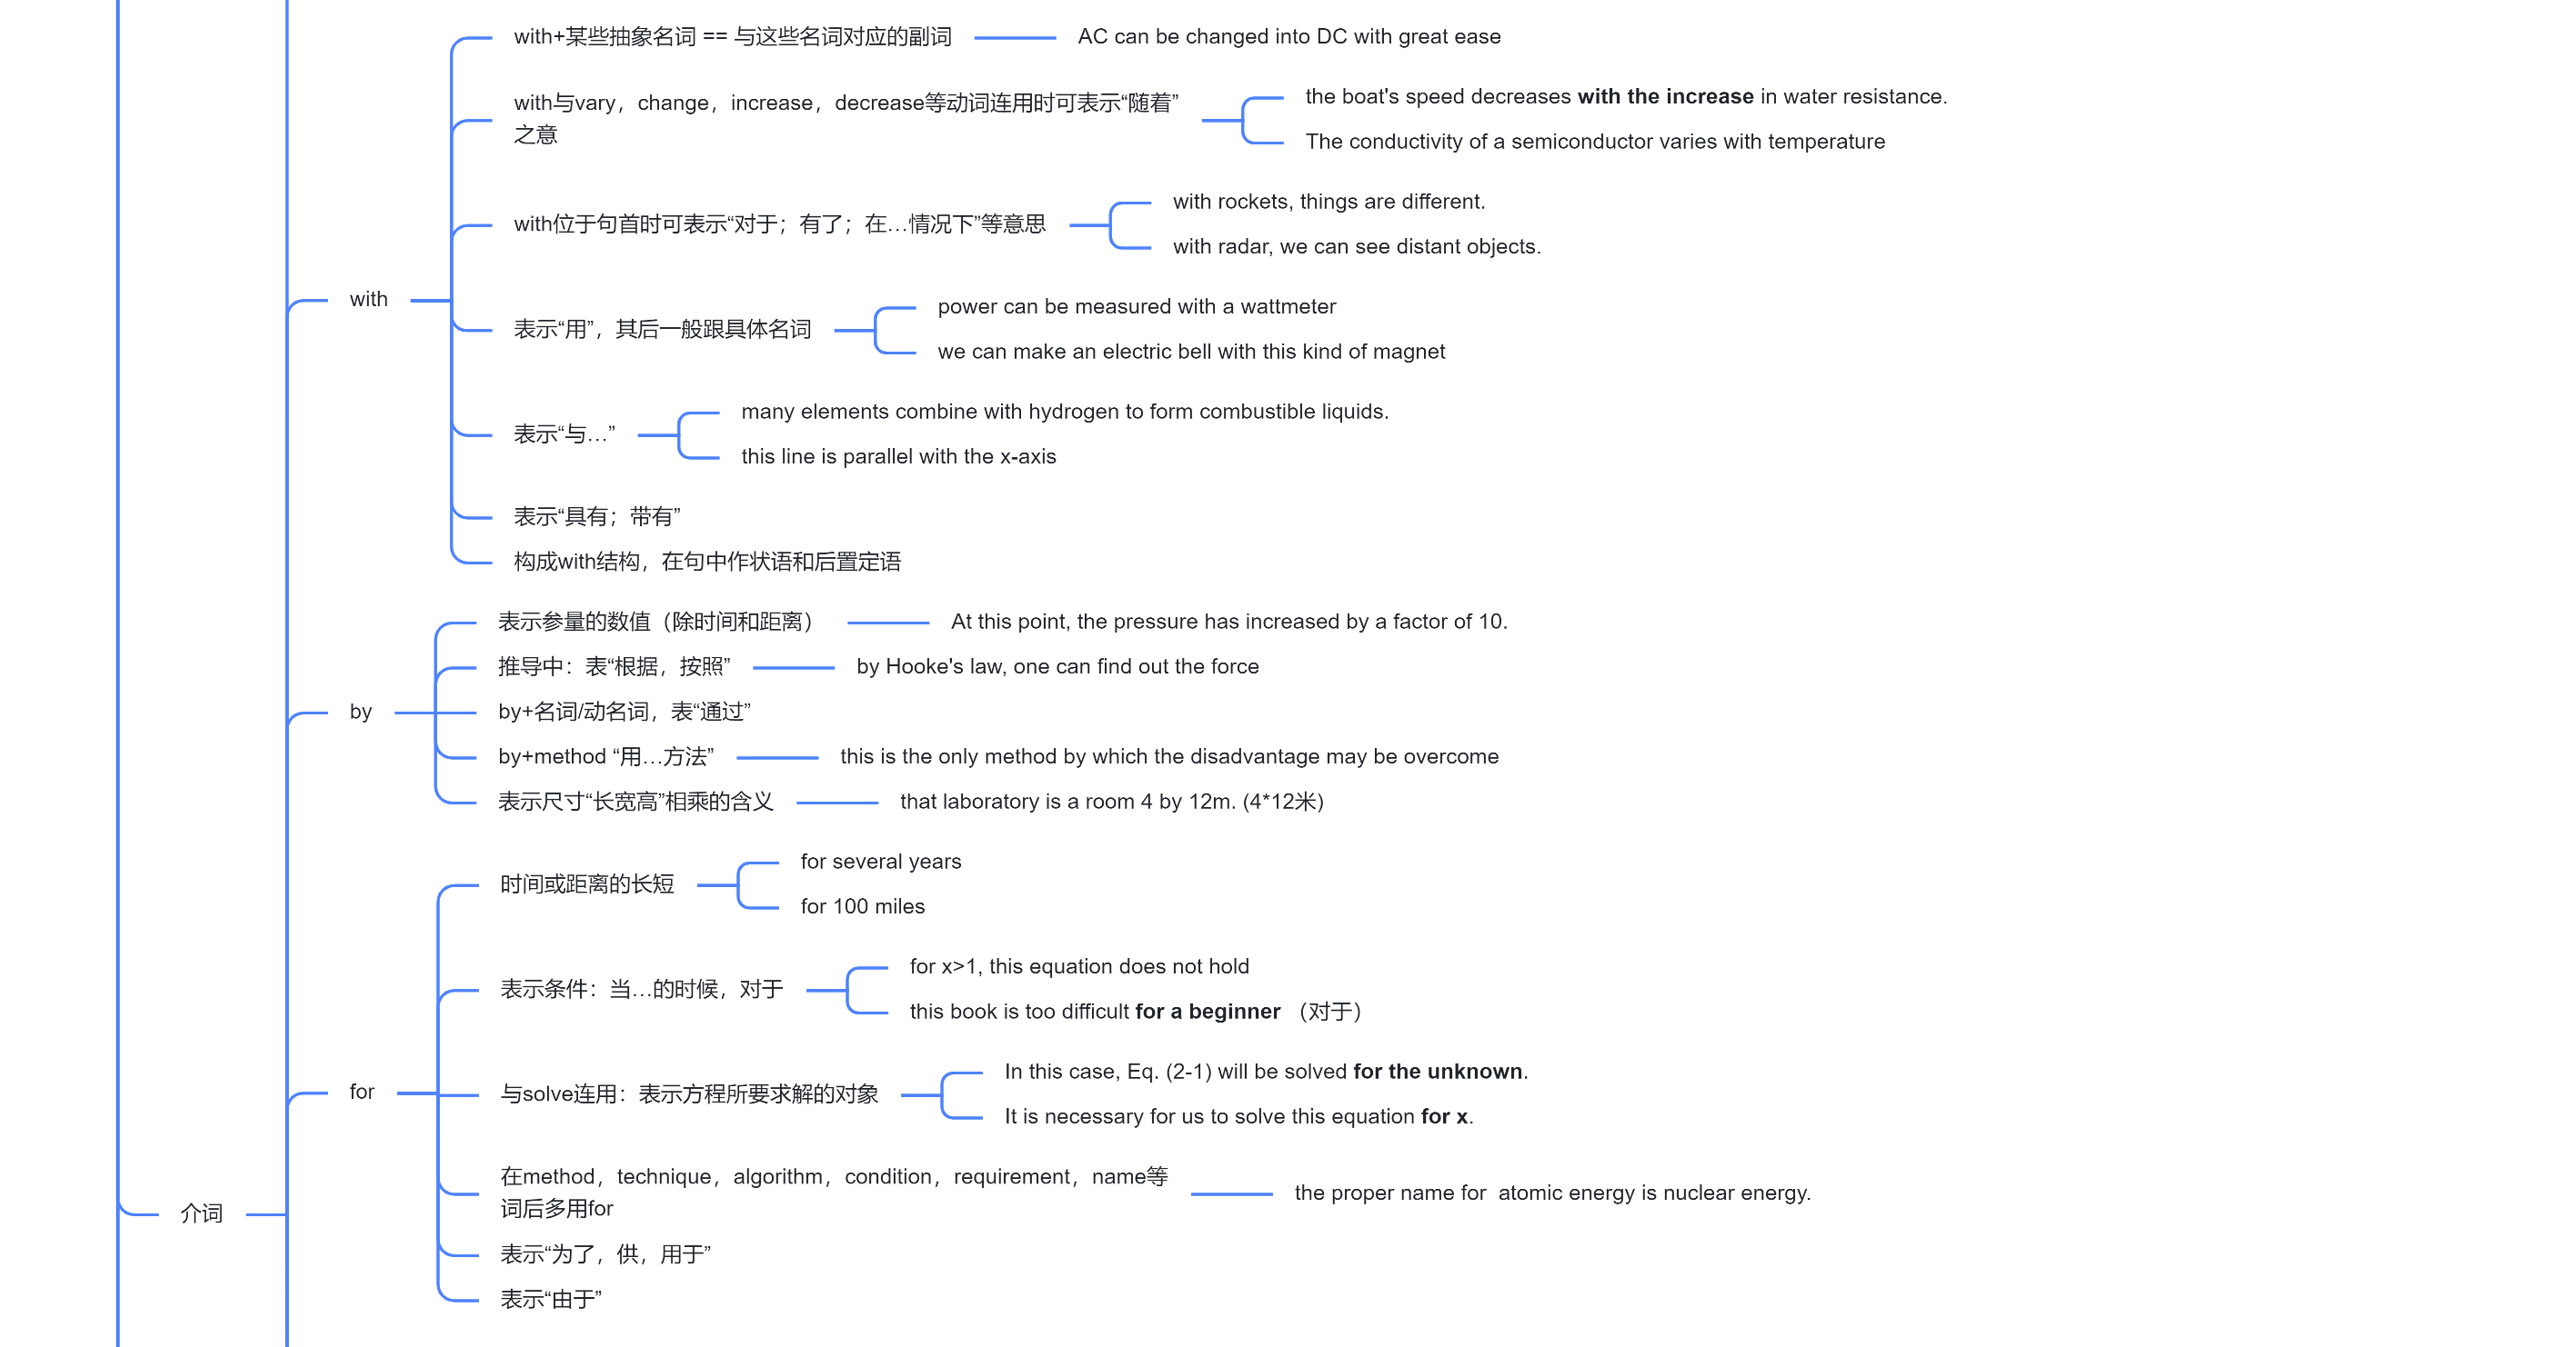 with+某些抽象名词 == 与这些名词对应的副词
AC can be changed into DC with great ease
with与vary，change，increase，decrease等动词连用时可表示“随着”
之意
the boat's speed decreases with the increase in water resistance.
The conductivity of a semiconductor varies with temperature
with位于句首时可表示“对于；有了；在…情况下”等意思
with rockets, things are different.
with radar, we can see distant objects.
with
表示“用”，其后一般跟具体名词
power can be measured with a wattmeter
we can make an electric bell with this kind of magnet
表示“与…”
many elements combine with hydrogen to form combustible liquids.
this line is parallel with the x-axis
表示“具有；带有”
构成with结构，在句中作状语和后置定语
by
表示参量的数值（除时间和距离）
At this point, the pressure has increased by a factor of 10.
推导中：表“根据，按照”
by Hooke's law, one can find out the force
by+名词/动名词，表“通过”
by+method “用…方法”
this is the only method by which the disadvantage may be overcome
表示尺寸“长宽高”相乘的含义
that laboratory is a room 4 by 12m. (4*12米)
for
时间或距离的长短
for several years
for 100 miles
表示条件：当…的时候，对于
for x>1, this equation does not hold
this book is too difficult for a beginner （对于）
与solve连用：表示方程所要求解的对象
In this case, Eq. (2-1) will be solved for the unknown.
It is necessary for us to solve this equation for x.
在method，technique，algorithm，condition，requirement，name等
词后多用for
the proper name for  atomic energy is nuclear energy.
表示“为了，供，用于”
表示“由于”
介词